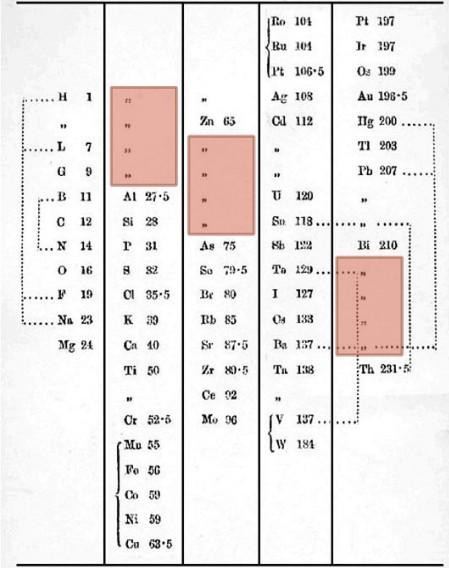 H 1
„
L 7
G 9
B 11
C 12
N 14
O 16
F 19
Na 23
Mg 24
„
„
„
„
Al 27·5
Si 28
P 31
S 32
Cl 35·5
K 39
Ca 40
Ti 50
„
Cr 52·5
Mn 55
Fe 56
Co 59
Ni 59
Cu 63·5
„
Zn 65
„
„
„
„
As 75
Se 79·5
Br 80
Rb 85
Sr 87·5
Zr 89·5
Ce 92
Mo 96
Ro 104
Ru 104
Pt 106·5
Ag 108
Cd 112
„
„
U 120
Sn 118
Sb 122
Te 129
I 127
Cs 133
Ba 137
Ta 138
„
V 137
W 184
Pt 197
Ir 197
Os 199
Au 196·5
Hg 200
Tl 203
Pb 207
„
Bi 210
„
„
„
„
Th 231·5